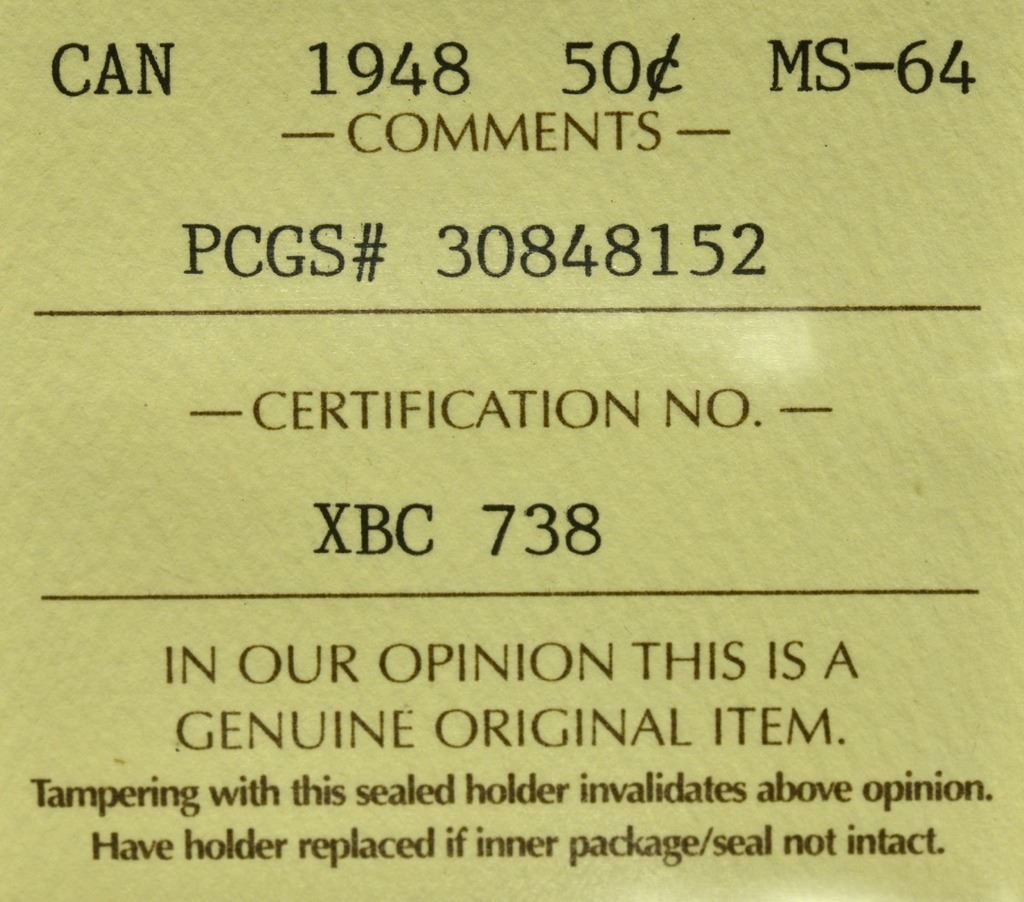 CAN 1948 50¢ MS-64
—COMMENTS—
PCGS# 30848152
—CERTIFICATION NO.—
XBC 738
IN OUR OPINION THIS IS A
GENUINE ORIGINAL ITEM.
Tampering with this sealed holder invalidates above opinion.
Have holder replaced if inner package/seal not intact.